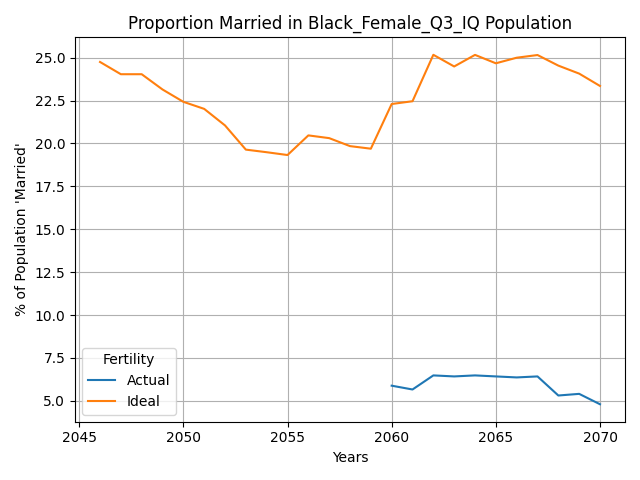 Proportion Married in Black_Female_Q3_IQ Population
% of Population 'Married'
25.0
22.5
20.0
17.5
15.0
12.5
10.0
7.5
5.0
Fertility
Actual
Ideal
2045 2050 2055 2060 2065 2070
Years